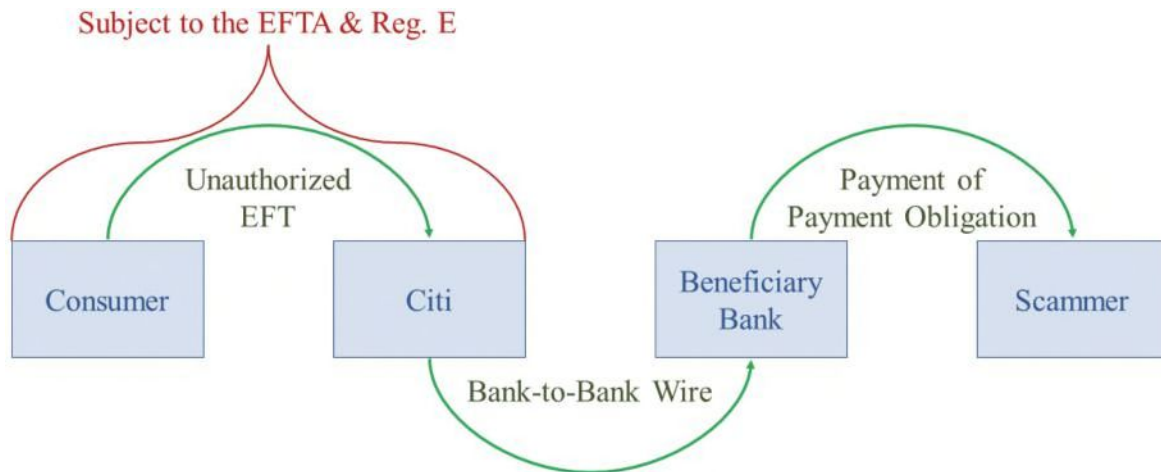 Subject to the EFTA & Reg. E
Unauthorized
EFT
Payment of
Payment Obligation
Consumer
Citi
Beneficiary
Bank
Scammer
Bank-to-Bank Wire